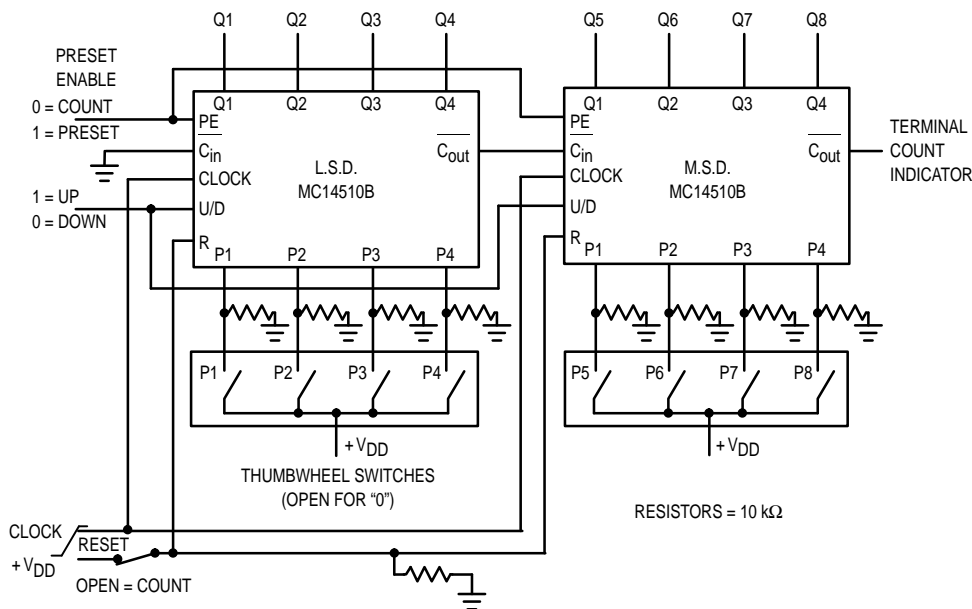 Q1 Q2 Q3 Q4 Q5 Q6 Q7 Q8
PRESET
ENABLE
0 = COUNT
1 = PRESET
1 = UP
0 = DOWN
Q1 Q2 Q3 Q4
PE
Cin
CLOCK
U/D
R
L.S.D.
MC14510B
Cout
P1 P2 P3 P4
Q1 Q2 Q3 Q4
PE
Cin
CLOCK
U/D
R
M.S.D.
MC14510B
Cout
P1 P2 P3 P4
TERMINAL
COUNT
INDICATOR
P1 P2 P3 P4
+ VDD
P5 P6 P7 P8
+ VDD
THUMBWHEEL SWITCHES
(OPEN FOR “0”)
RESISTORS = 10 kΩ
CLOCK
RESET
+ VDD
OPEN = COUNT